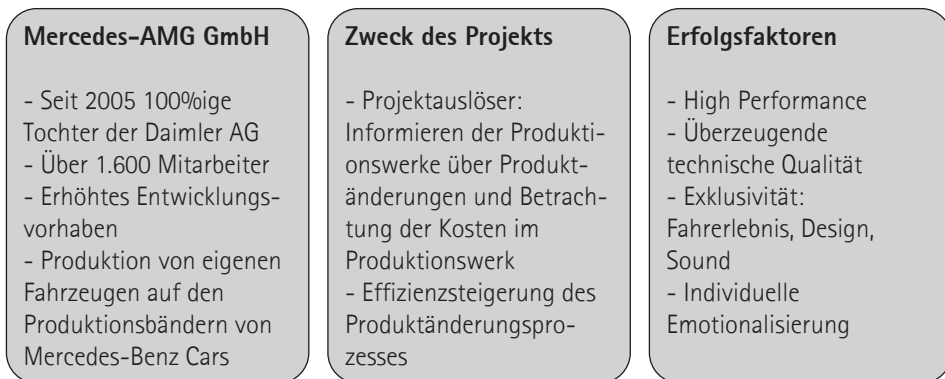 Mercedes-AMG GmbH
- Seit 2005 100%ige
Tochter der Daimler AG
- Über 1.600 Mitarbeiter
- Erhöhtes Entwicklungs-
vorhaben
- Produktion von eigenen
Fahrzeugen auf den
Produktionsbändern von
Mercedes-Benz Cars
Zweck des Projekts
- Projektauslöser:
Informieren der Produkti-
onswerke über Produkt-
änderungen und Betrach-
tung der Kosten im
Produktionswerk
- Effizienzsteigerung des
Produktänderungspro-
zesses
Erfolgsfaktoren
- High Performance
- Überzeugende
technische Qualität
- Exklusivität:
Fahrerlebnis, Design,
Sound
- Individuelle
Emotionalisierung